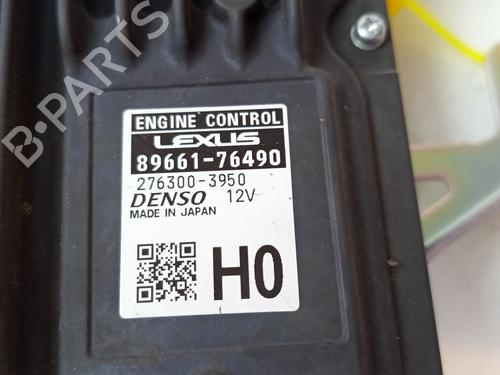 ENGINE CONTROL
LEXUS
89661-76490
276300-3950
DENSO 12V
MADE IN JAPAN
H0
B-PARTS